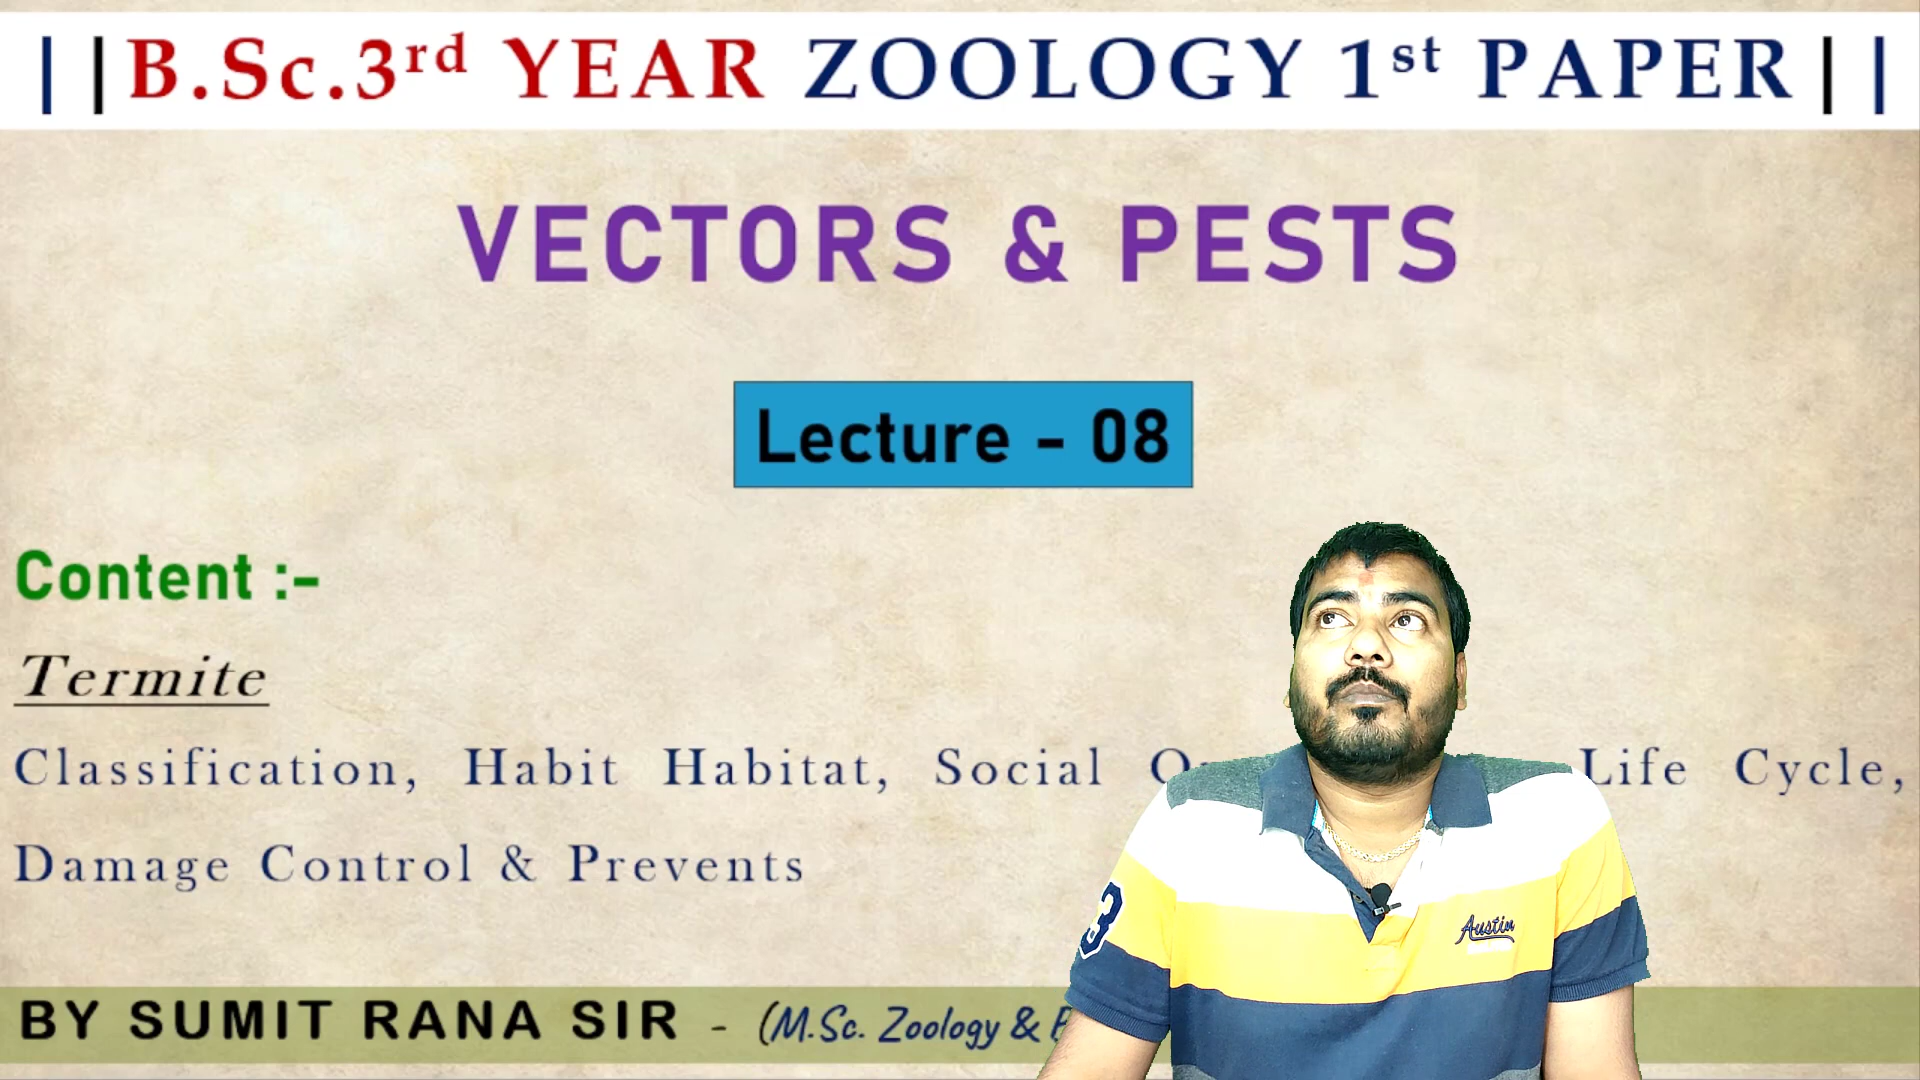 ||B.Sc.3rd YEAR ZOOLOGY 1st PAPER||
VECTORS & PESTS
Lecture - 08
Content :-
Termite
Classification, Habit Habitat, Social Life Cycle,
Damage Control & Prevents
3
Austin
BY SUMIT RANA SIR - (M.Sc. Zoology &